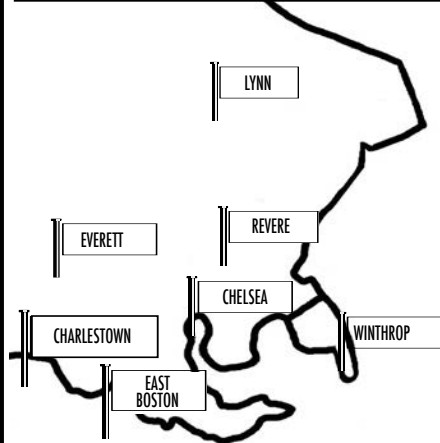 LYNN
REVERE
EVERETT
CHELSEA
CHARLESTOWN
WINTHROP
EAST
BOSTON